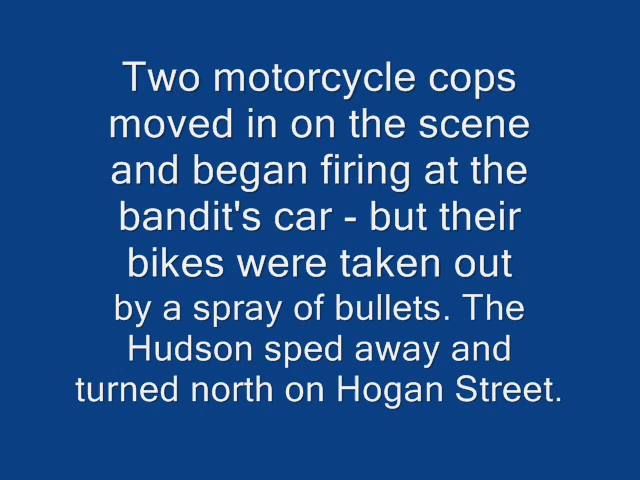 Two motorcycle cops
moved in on the scene
and began firing at the
bandit's car - but their
bikes were taken out
by a spray of bullets. The
Hudson sped away and
turned north on Hogan Street.